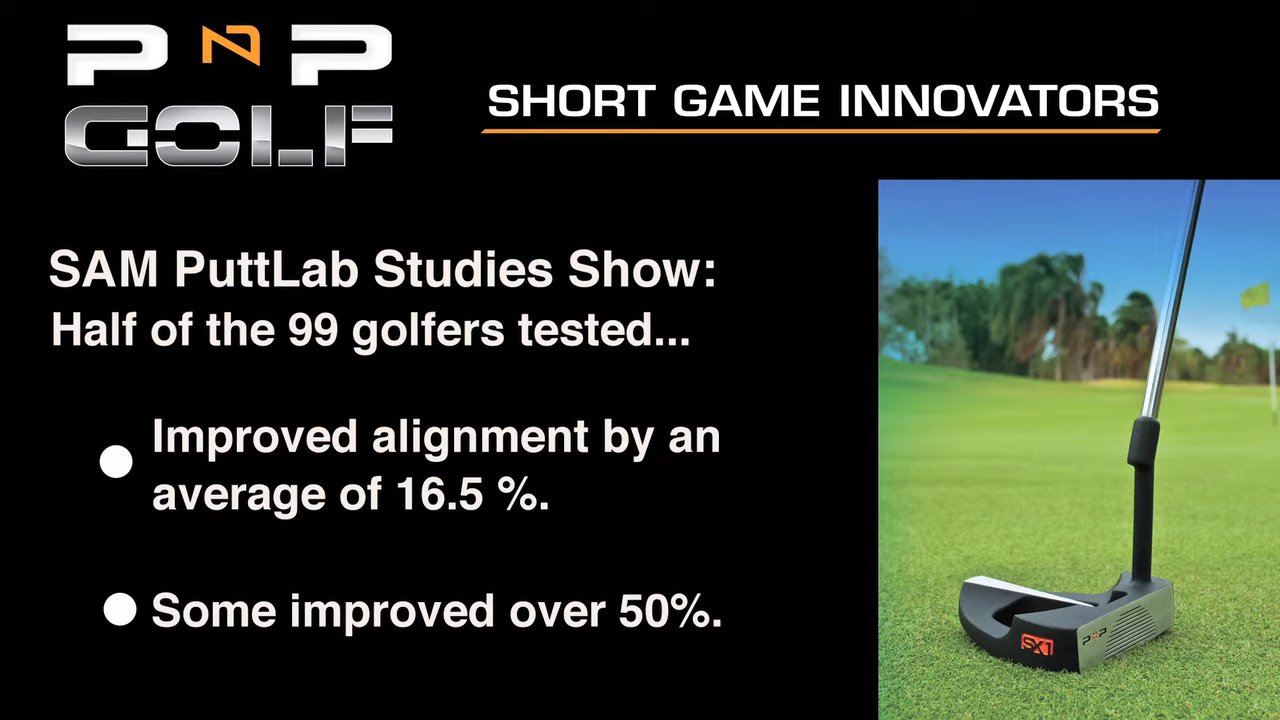 P N P
GOLF
SHORT GAME INNOVATORS
SAM PuttLab Studies Show:
Half of the 99 golfers tested...
Improved alignment by an
average of 16.5 %.
Some improved over 50%.
SX1
PNP